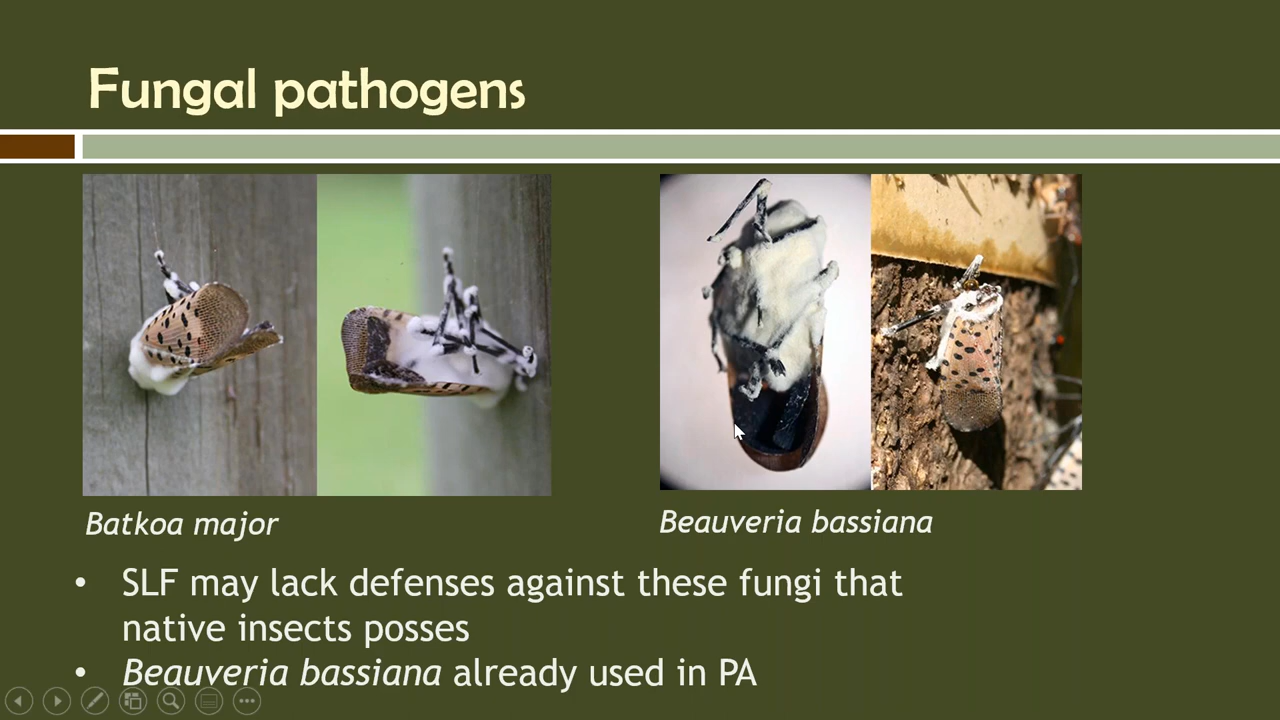 Fungal pathogens
Batkoa major
Beauveria bassiana
• SLF may lack defenses against these fungi that
native insects posses
• Beauveria bassiana already used in PA